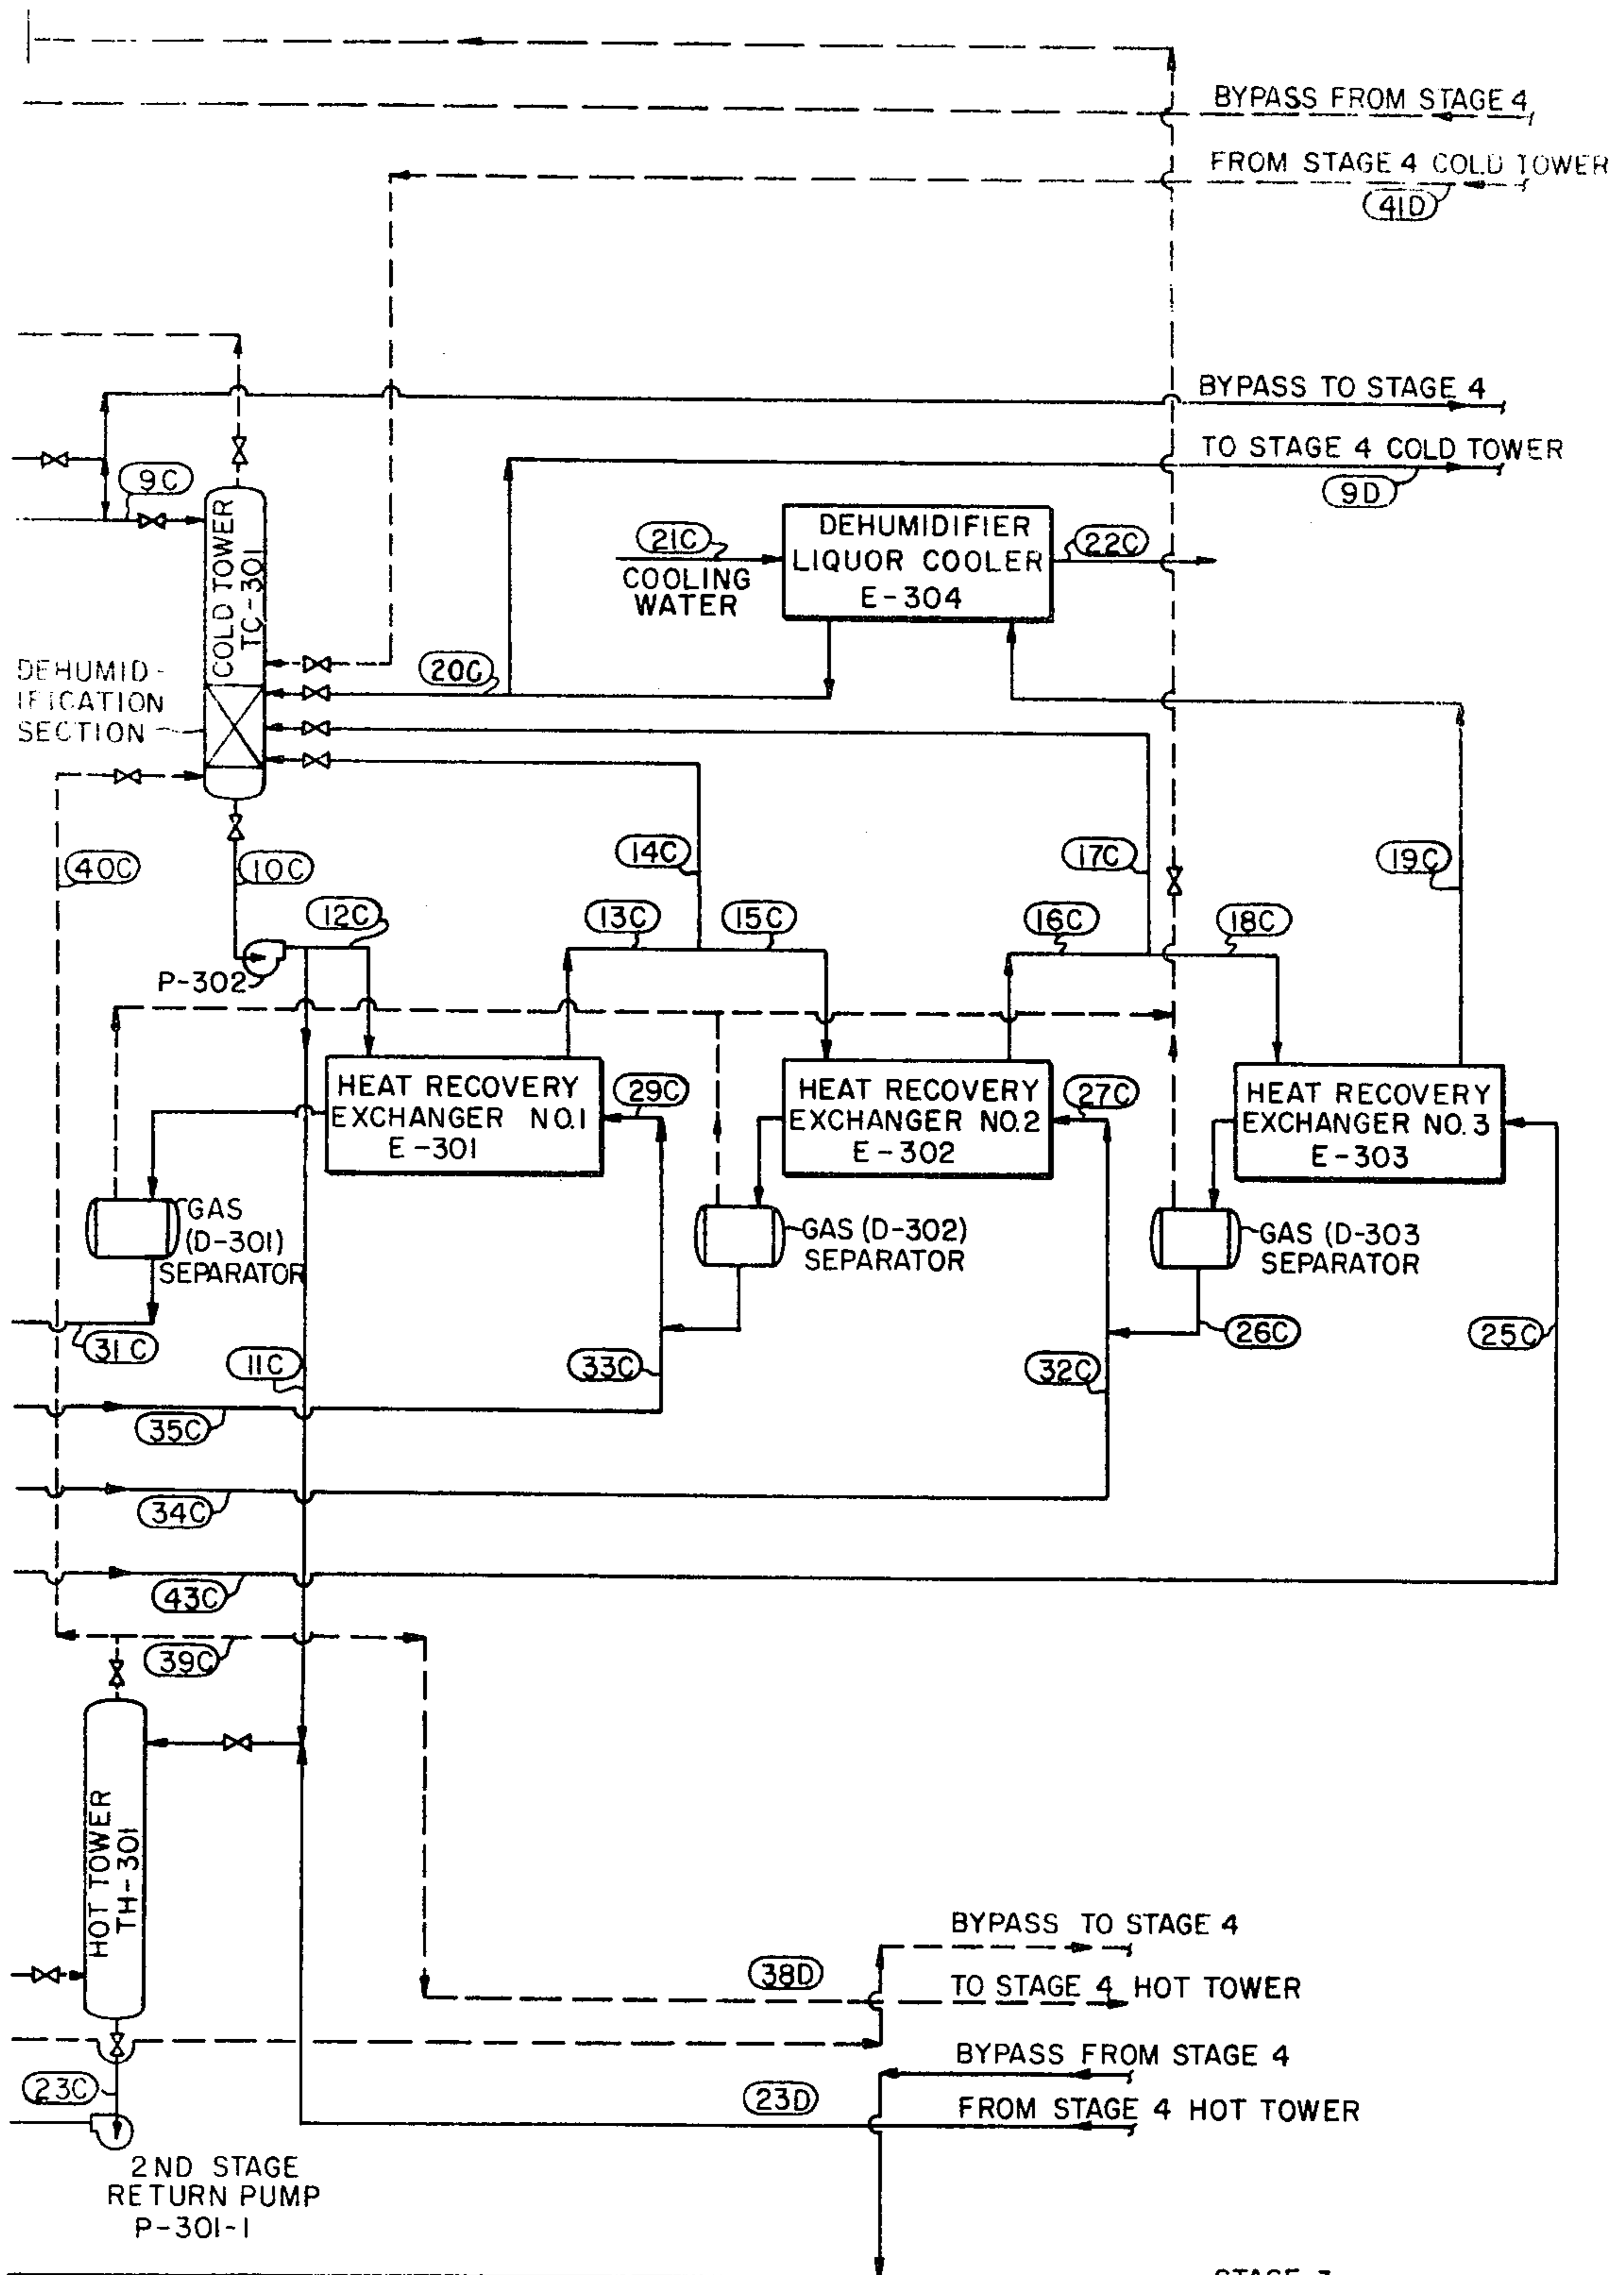 BYPASS FROM STAGE 4
FROM STAGE 4 COLD TOWER
41D
BYPASS TO STAGE 4
TO STAGE 4 COLD TOWER
9D
9C
COLD TOWER
TC-301
21C
COOLING
WATER
DEHUMIDIFIER
LIQUOR COOLER
E-304
22C
DEHUMID-
IFICATION
SECTION
20C
40C
10C
12C
P-302
14C
13C
15C
17C
16C
18C
19C
HEAT RECOVERY
EXCHANGER NO.1
E-301
29C
HEAT RECOVERY
EXCHANGER NO.2
E-302
27C
HEAT RECOVERY
EXCHANGER NO.3
E-303
GAS
(D-301)
SEPARATOR
GAS (D-302)
SEPARATOR
GAS (D-303
SEPARATOR
31C
11C
33C
32C
26C
25C
35C
34C
43C
39C
HOT TOWER
TH-301
BYPASS TO STAGE 4
38D
TO STAGE 4 HOT TOWER
BYPASS FROM STAGE 4
23C
23D
FROM STAGE 4 HOT TOWER
2ND STAGE
RETURN PUMP
P-301-1
STAGE 3